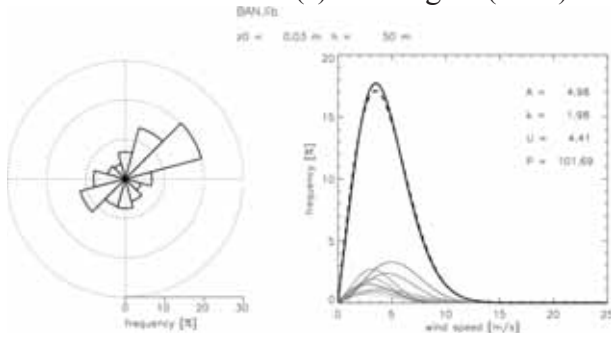 BAN.lib
z0 = 0.03 m h = 50 m
20
15
10
5
0
frequency [%]
A = 4.98
k = 1.98
U = 4.41
P = 101.69
0 5 10 15 20 25
wind speed [m/s]
0 10 20 30
frequency [%]